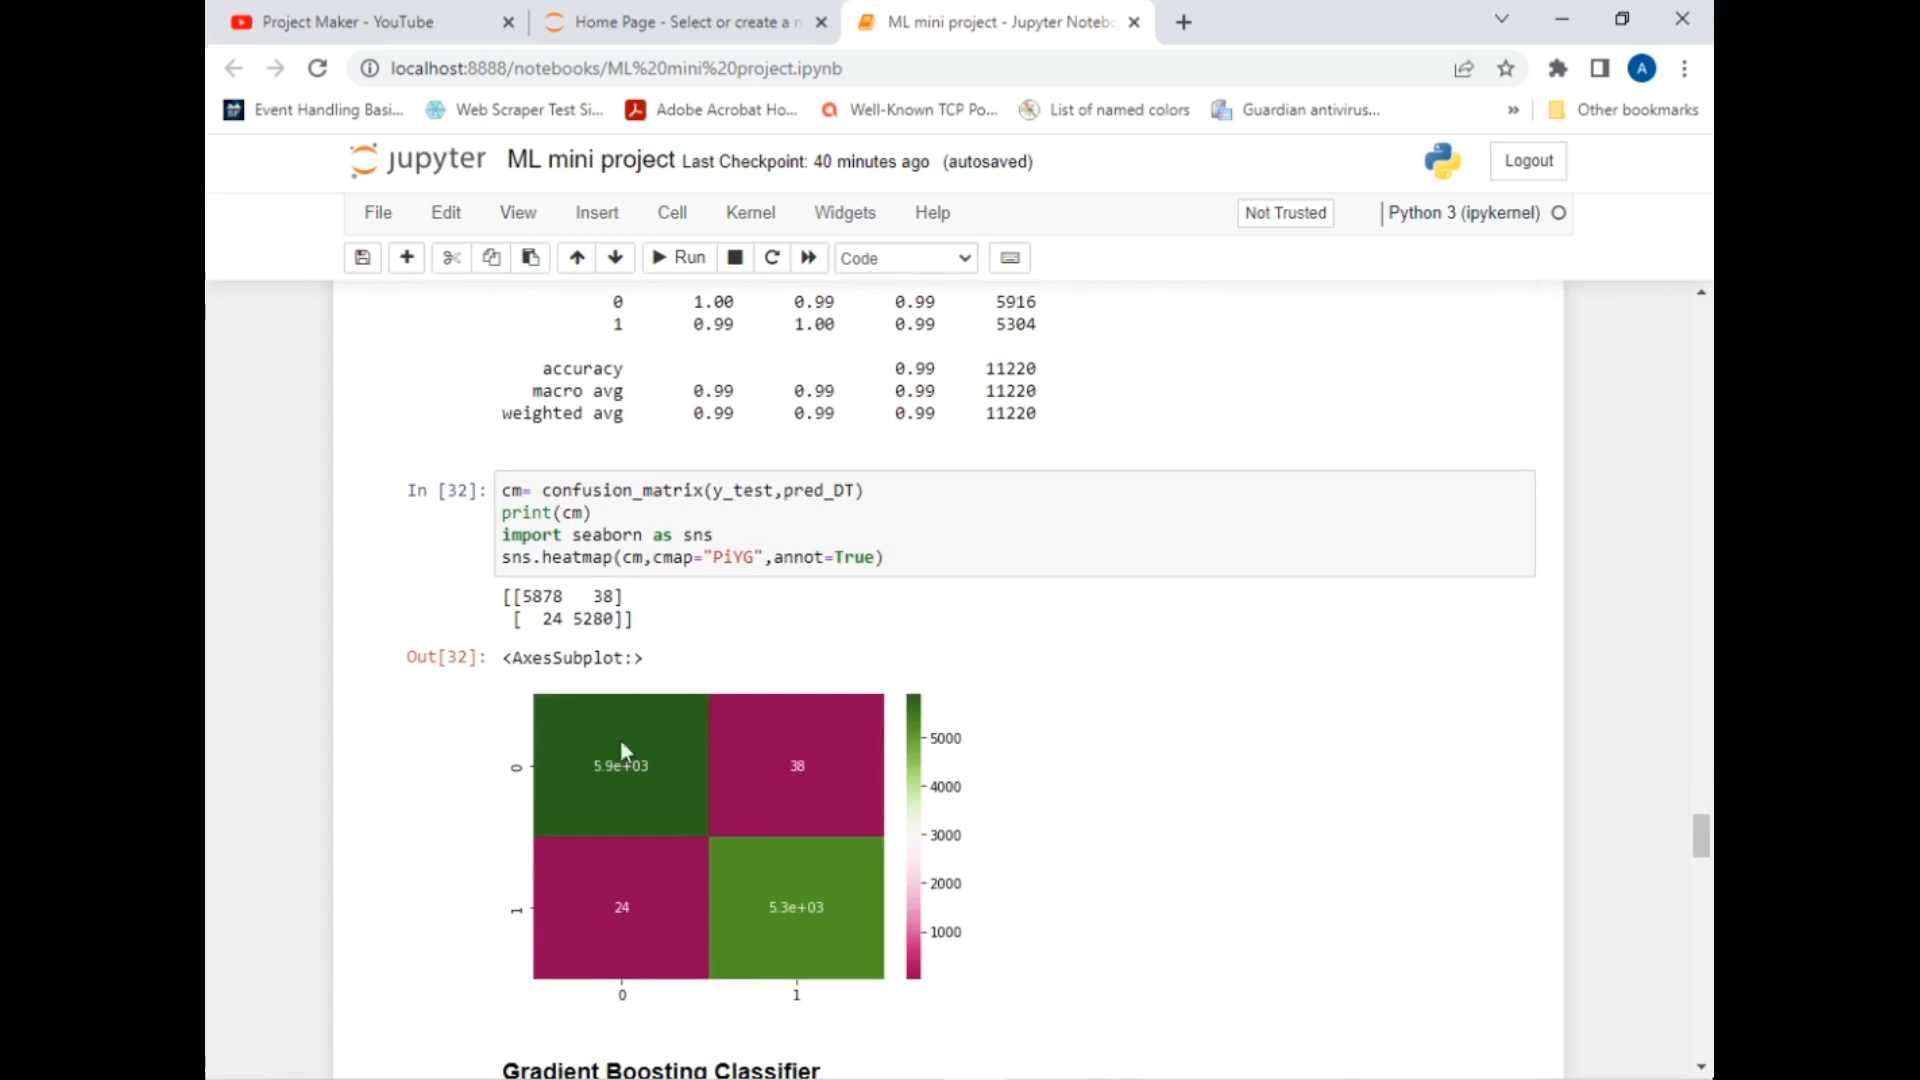 Project Maker - YouTube
Home Page - Select or create a n
ML mini project - Jupyter Notebo
localhost:8888/notebooks/ML%20mini%20project.ipynb
A
Event Handling Basi...
Web Scraper Test Si...
Adobe Acrobat Ho...
Well-Known TCP Po...
List of named colors
Guardian antivirus...
»
Other bookmarks
jupyter
ML mini project Last Checkpoint: 40 minutes ago (autosaved)
Logout
File Edit View Insert Cell Kernel Widgets Help
Not Trusted
Python 3 (ipykernel)
Run
Code
0 1.00 0.99 0.99 5916
1 0.99 1.00 0.99 5304
accuracy 0.99 11220
macro avg 0.99 0.99 0.99 11220
weighted avg 0.99 0.99 0.99 11220
In [32]: cm= confusion_matrix(y_test,pred_DT)
print(cm)
import seaborn as sns
sns.heatmap(cm,cmap="PiYG",annot=True)
[[5878 38]
[ 24 5280]]
Out[32]: <AxesSubplot:>
5000
0 5.9e+03 38
4000
3000
2000
1 24 5.3e+03
1000
0 1
Gradient Boosting Classifier